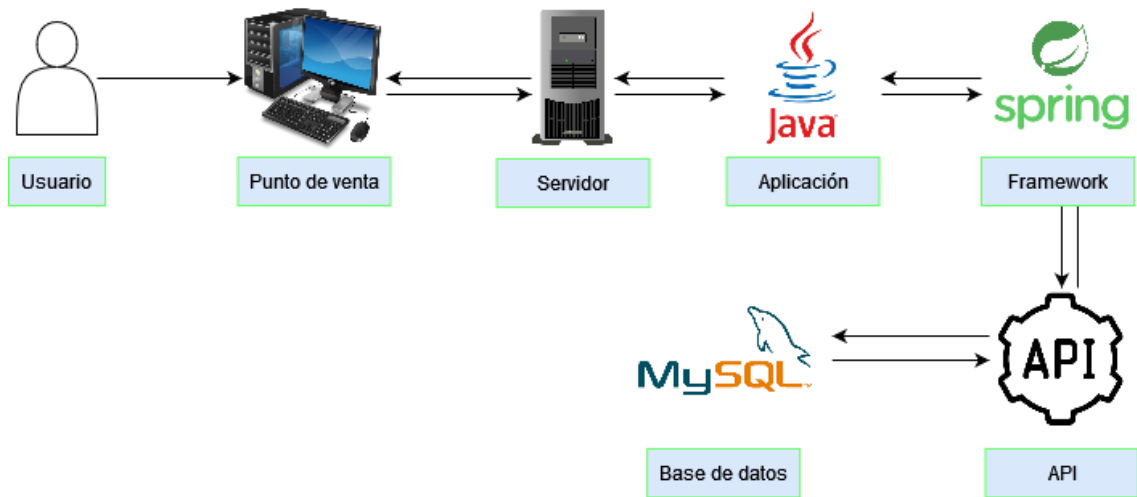 Java
spring
Usuario
Punto de venta
Servidor
Aplicación
Framework
MySQL
API
Base de datos
API